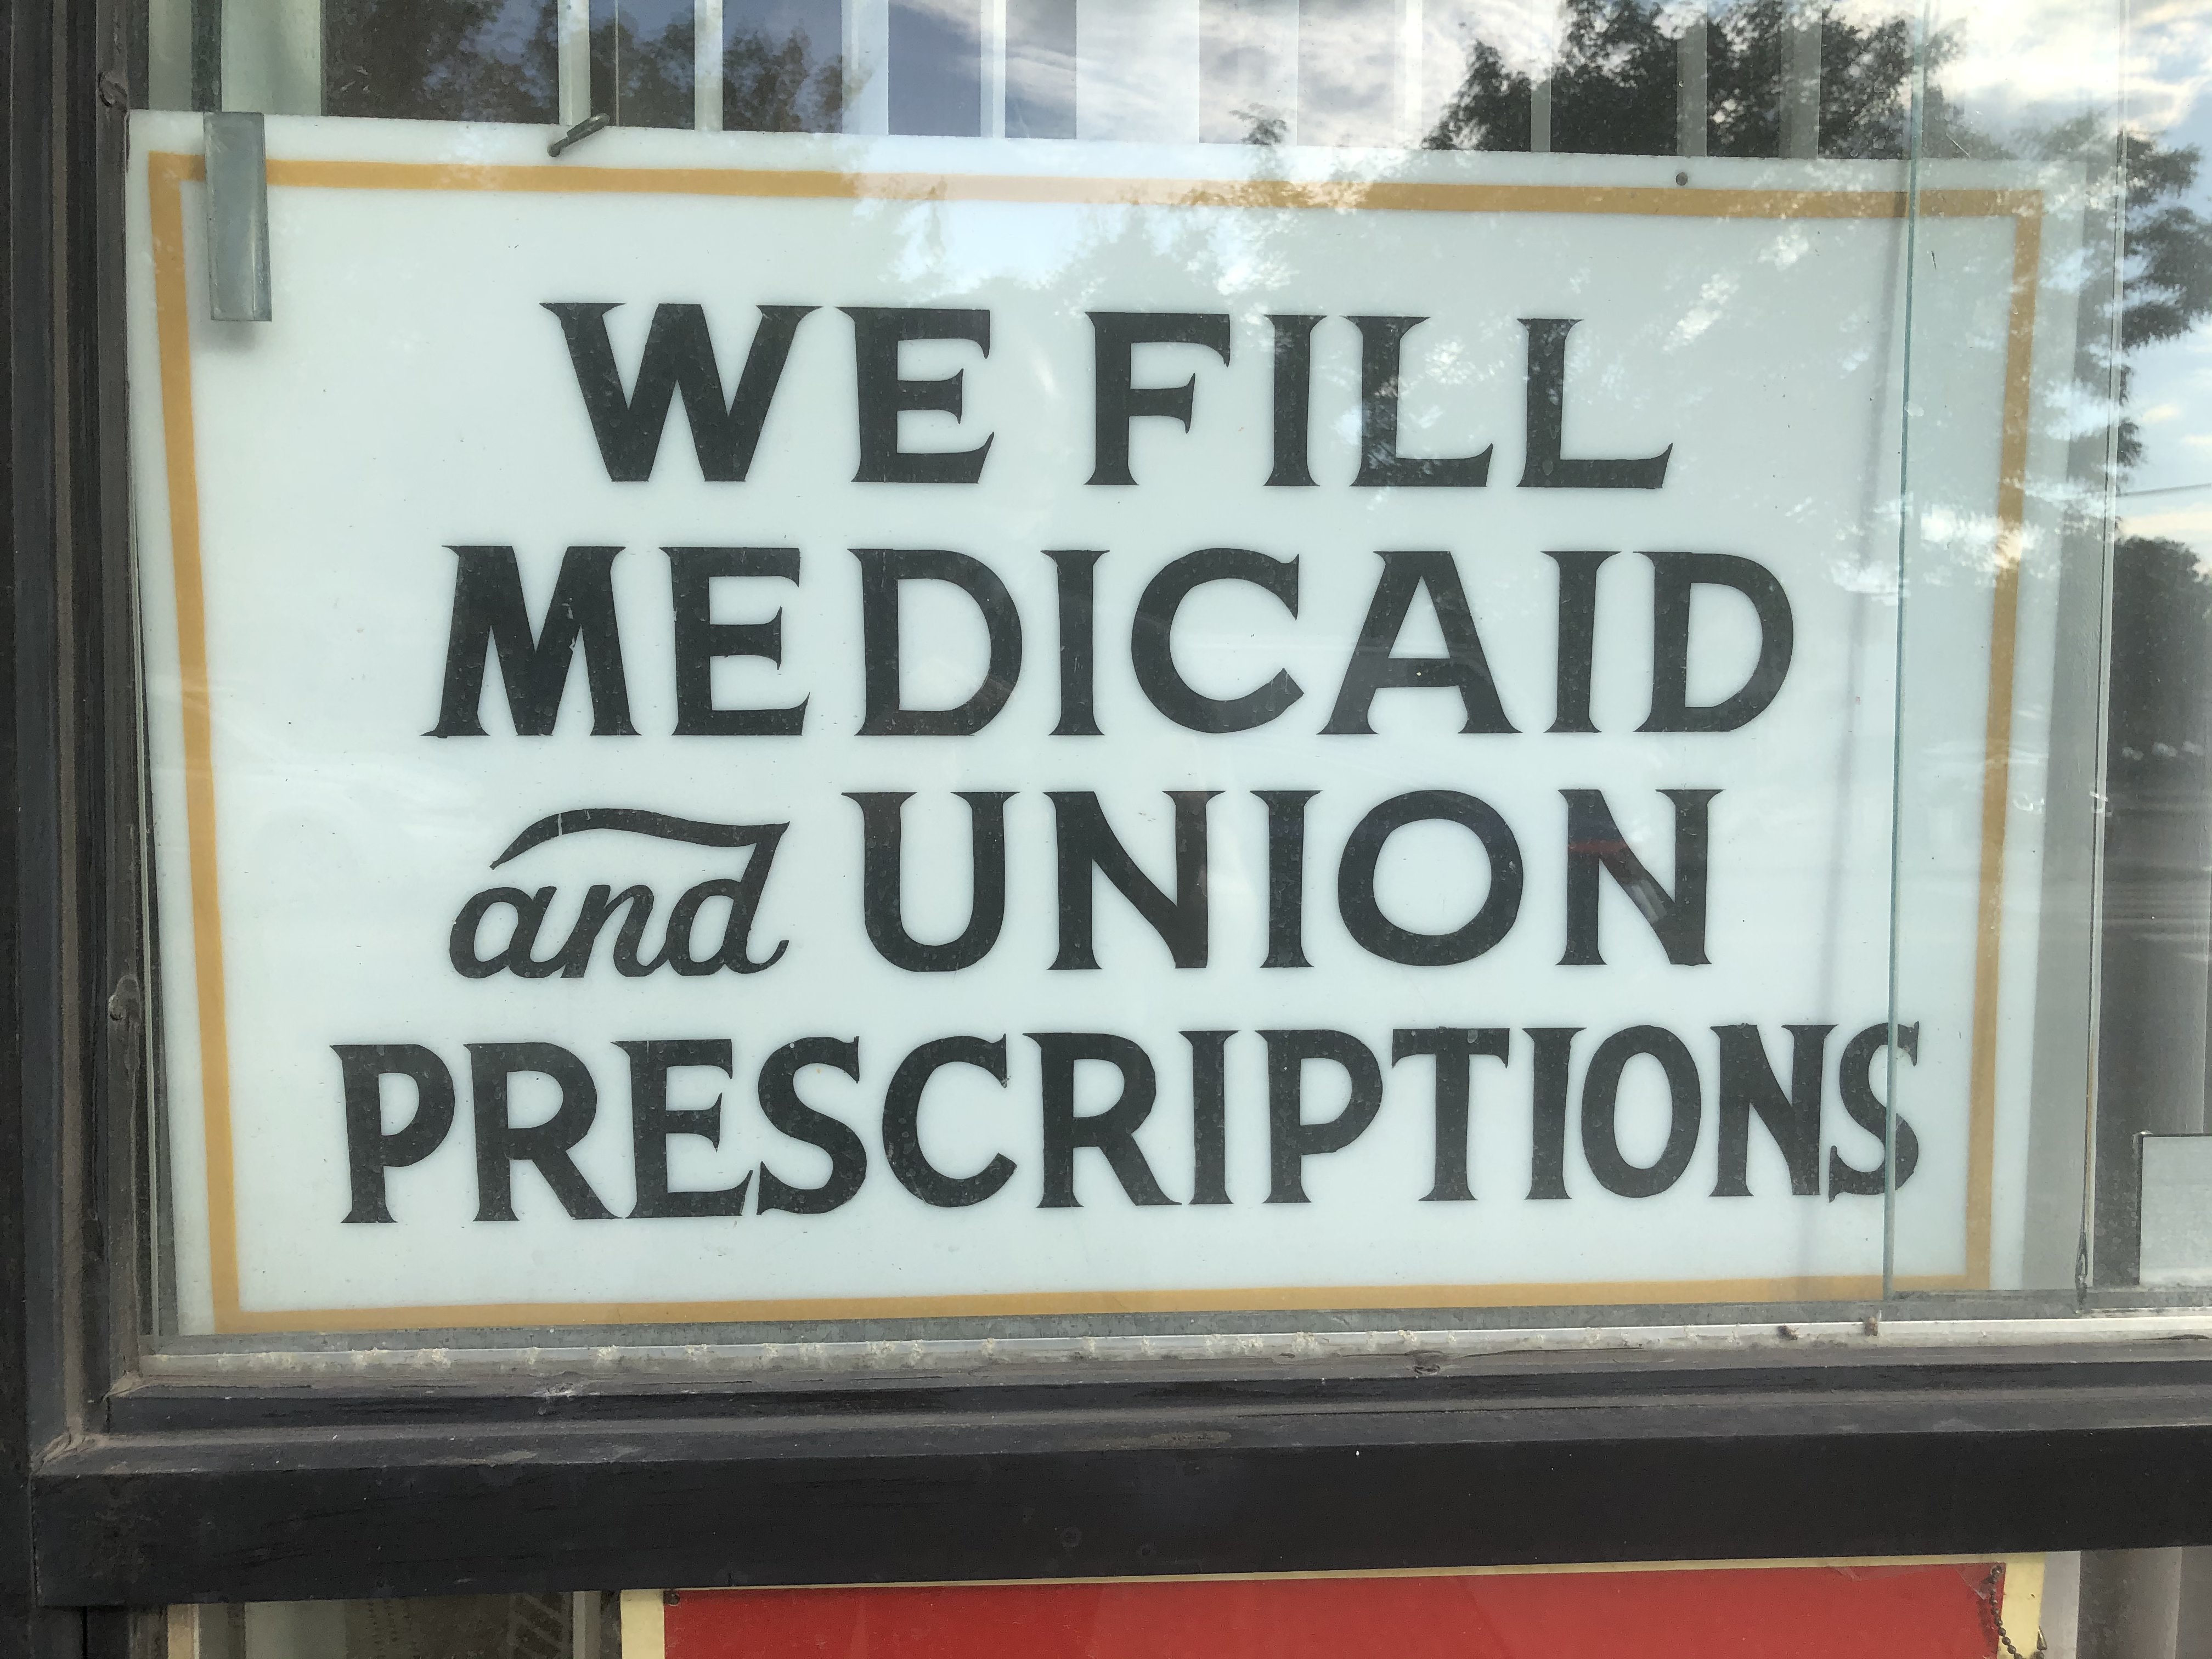 WE FILL
MEDICAID
and UNION
PRESCRIPTIONS